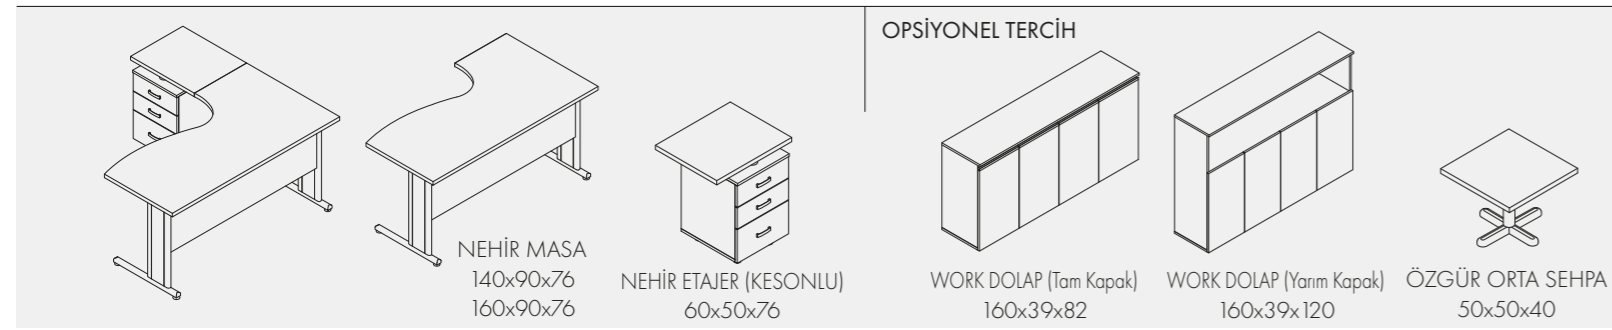 OPSİYONEL TERCİH
NEHİR MASA
140x90x76
160x90x76
NEHİR ETAJER (KESONLU)
60x50x76
WORK DOLAP (Tam Kapak)
160x39x82
WORK DOLAP (Yarım Kapak)
160x39x120
ÖZGÜR ORTA SEHPA
50x50x40